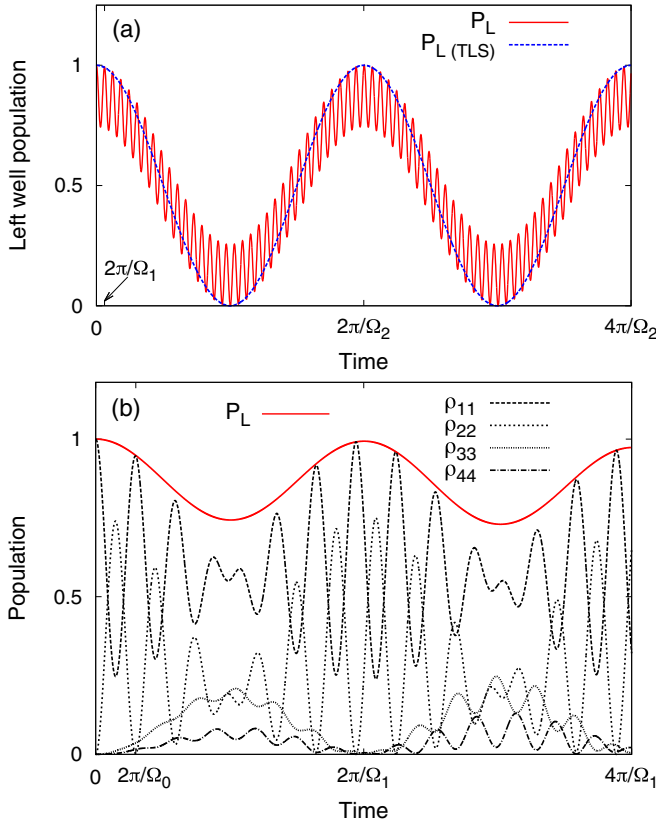 (a)
P_L
P_L (TLS)
Left well population
1
0.5
0
2π/Ω_1
0
2π/Ω_2
4π/Ω_2
Time
(b)
P_L
ρ_11
ρ_22
ρ_33
ρ_44
Population
1
0.5
0
0
2π/Ω_0
2π/Ω_1
4π/Ω_1
Time